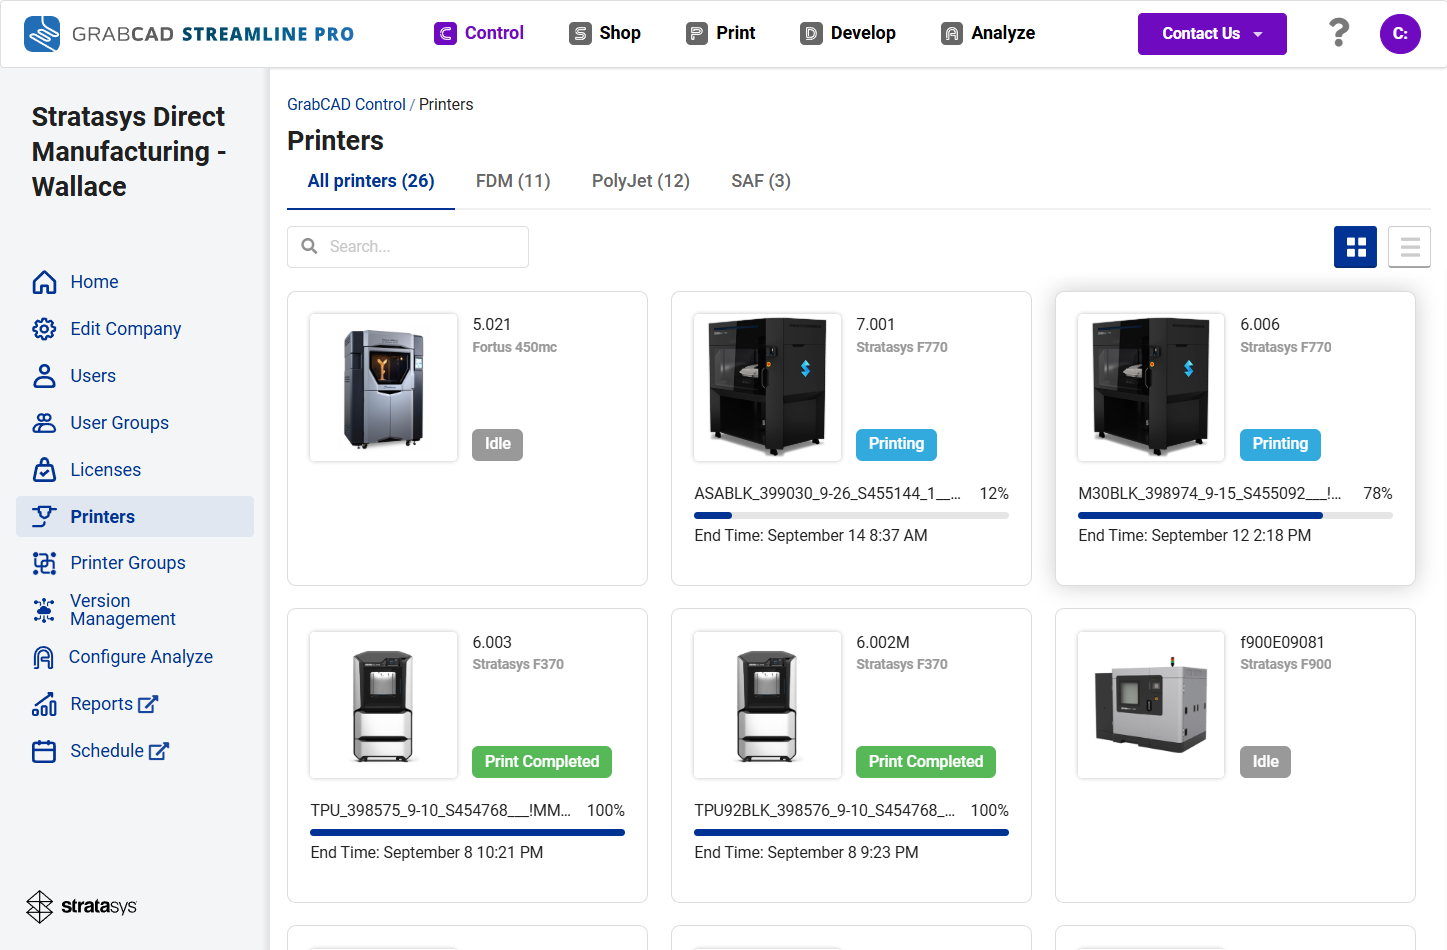 GRABCAD STREAMLINE PRO
C Control
S Shop
P Print
D Develop
A Analyze
Contact Us
?
C:
Stratasys Direct
Manufacturing -
Wallace
Home
Edit Company
Users
User Groups
Licenses
Printers
Printer Groups
Version
Management
Configure Analyze
Reports
Schedule
stratasys
GrabCAD Control / Printers
Printers
All printers (26)
FDM (11)
PolyJet (12)
SAF (3)
Search...
5.021
Fortus 450mc
Idle
7.001
Stratasys F770
Printing
ASABLK_399030_9-26_S455144_1__... 12%
End Time: September 14 8:37 AM
6.006
Stratasys F770
Printing
M30BLK_398974_9-15_S455092___!... 78%
End Time: September 12 2:18 PM
6.003
Stratasys F370
Print Completed
TPU_398575_9-10_S454768___!MM... 100%
End Time: September 8 10:21 PM
6.002M
Stratasys F370
Print Completed
TPU92BLK_398576_9-10_S454768_... 100%
End Time: September 8 9:23 PM
f900E09081
Stratasys F900
Idle